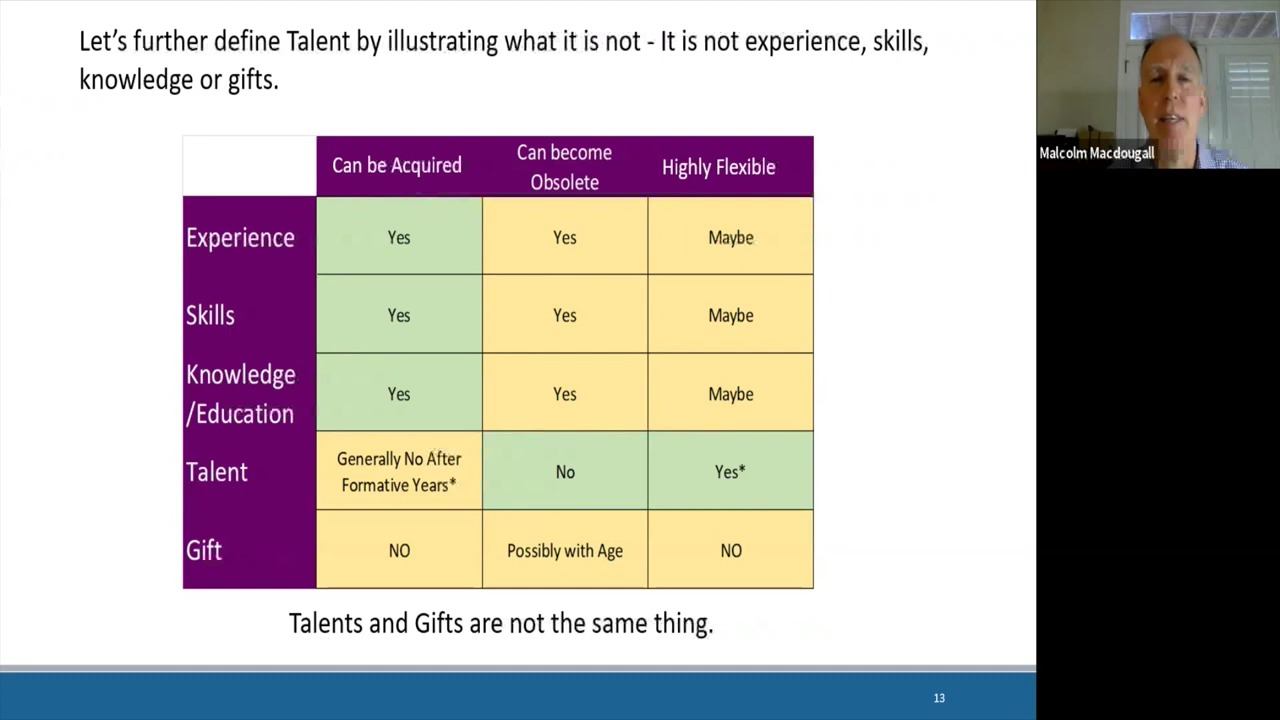 Let's further define Talent by illustrating what it is not - It is not experience, skills,
knowledge or gifts.
Can be Acquired
Can become
Obsolete
Highly Flexible
Experience
Yes
Yes
Maybe
Skills
Yes
Yes
Maybe
Knowledge
/Education
Yes
Yes
Maybe
Talent
Generally No After
Formative Years*
No
Yes*
Gift
NO
Possibly with Age
NO
Talents and Gifts are not the same thing.
13
Malcolm Macdougall